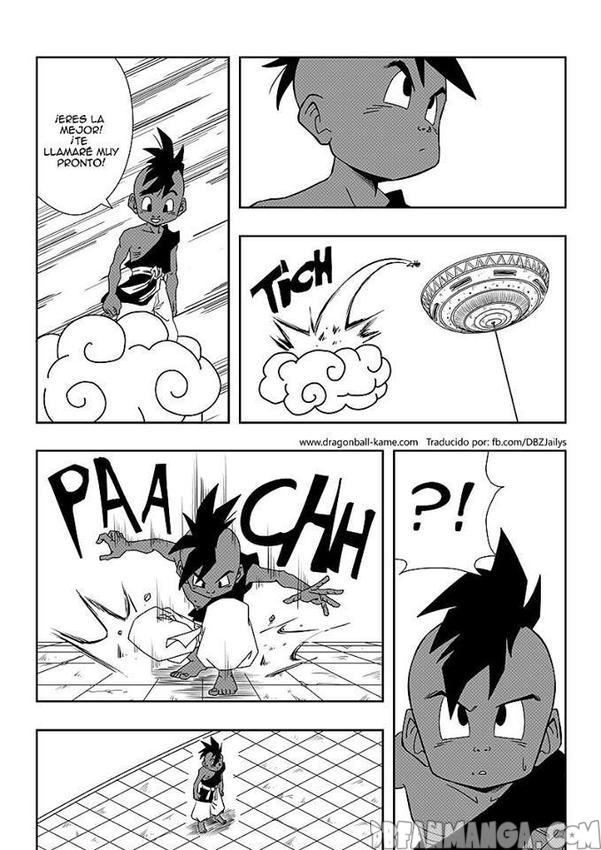 ¡ERES LA
MEJOR!
¡TE
LLAMARÉ MUY
PRONTO!
TICH
www.dragonball-kame.com Traducido por: fb.com/DBZJailys
PAA CHH
?!
DBFANMANGA.COM